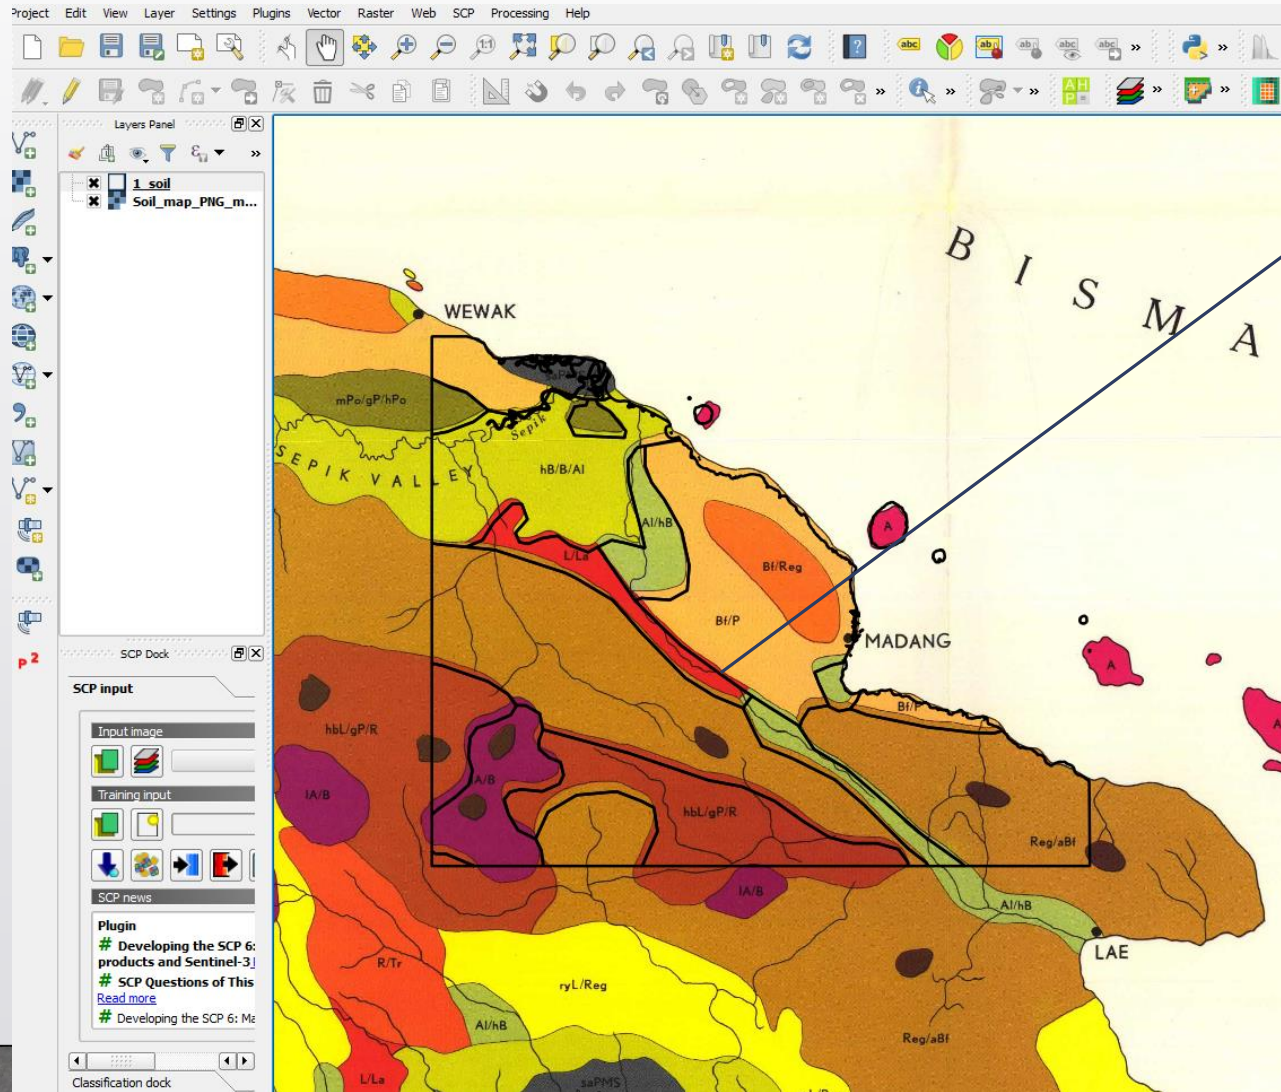 Project Edit View Layer Settings Plugins Vector Raster Web SCP Processing Help
Layers Panel
1_soil
Soil_map_PNG_m...
SCP Dock
SCP input
Input image
Training input
SCP news
Plugin
# Developing the SCP 6:
products and Sentinel-3
# SCP Questions of This
Read more
# Developing the SCP 6: Ma
Classification dock
BISMA
WEWAK
mPo/gP/hPo
Sepik
SEPIK VALLEY
hB/B/Al
Al/hB
L/La
Bf/Reg
Bf/P
A
MADANG
A
A
Bf/P
hbL/gP/R
lA/B
A/B
hbL/gP/R
Reg/aBf
lA/B
Al/hB
LAE
R/Tr
ryL/Reg
Al/hB
Reg/aBf
L/La
saPMS